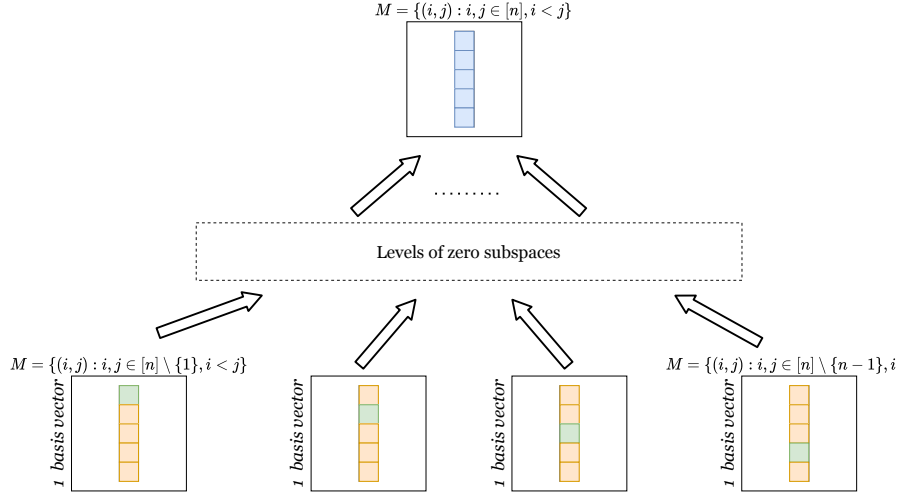 M = {(i, j) : i, j ∈ [n], i < j}
.........
Levels of zero subspaces
M = {(i, j) : i, j ∈ [n] \ {1}, i < j}
M = {(i, j) : i, j ∈ [n] \ {n − 1}, i
1 basis vector
1 basis vector
1 basis vector
1 basis vector